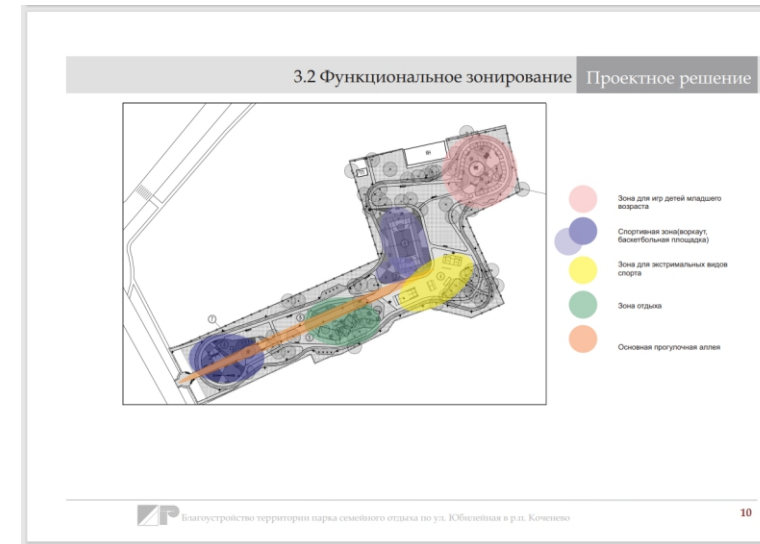 3.2 Функциональное зонирование
Проектное решение
Зона для игр детей младшего
возраста
Спортивная зона(воркаут,
баскетбольная площадка)
Зона для экстримальных видов
спорта
Зона отдыха
Основная прогулочная аллея
Благоустройство территории парка семейного отдыха по ул. Юбилейная в р.п. Коченево
10